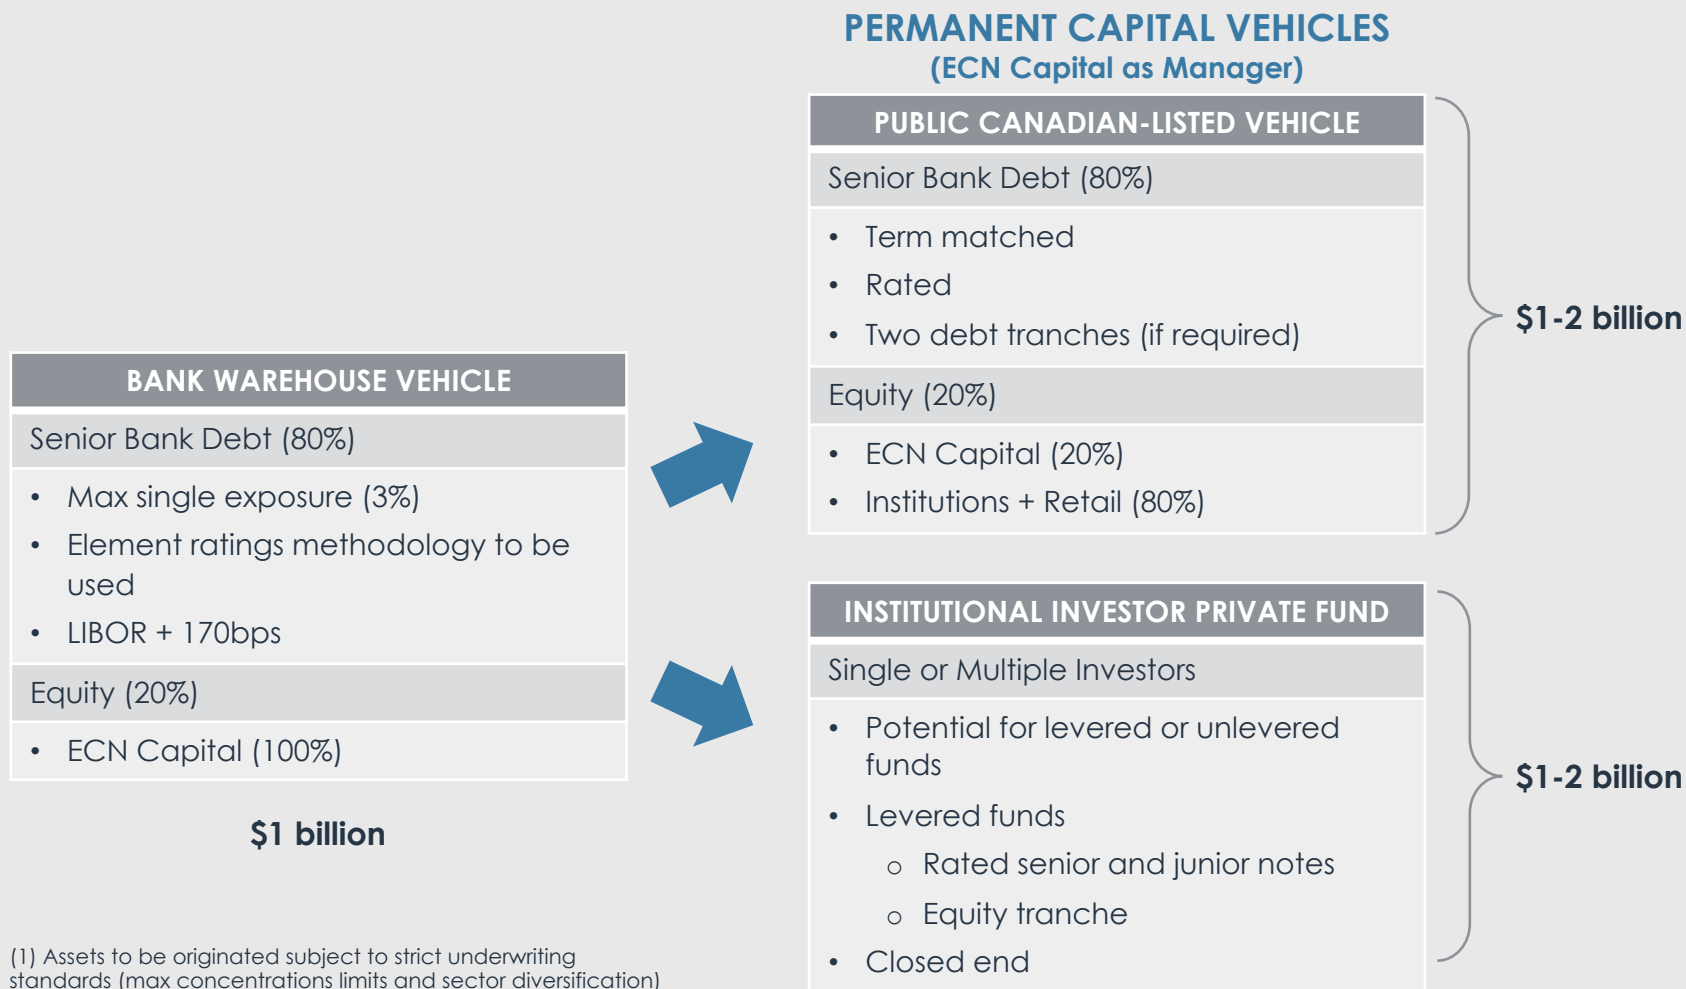 PERMANENT CAPITAL VEHICLES
(ECN Capital as Manager)
BANK WAREHOUSE VEHICLE
Senior Bank Debt (80%)
• Max single exposure (3%)
• Element ratings methodology to be
used
• LIBOR + 170bps
Equity (20%)
• ECN Capital (100%)
$1 billion
PUBLIC CANADIAN-LISTED VEHICLE
Senior Bank Debt (80%)
• Term matched
• Rated
• Two debt tranches (if required)
Equity (20%)
• ECN Capital (20%)
• Institutions + Retail (80%)
$1-2 billion
INSTITUTIONAL INVESTOR PRIVATE FUND
Single or Multiple Investors
• Potential for levered or unlevered
funds
• Levered funds
o Rated senior and junior notes
o Equity tranche
• Closed end
$1-2 billion
(1) Assets to be originated subject to strict underwriting
standards (max concentrations limits and sector diversification)